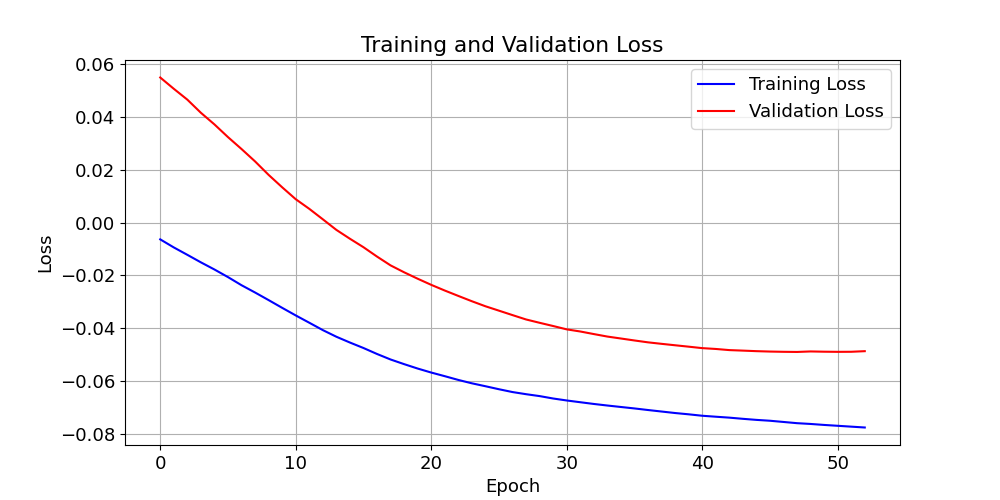 Training and Validation Loss
Training Loss
Validation Loss
0.06
0.04
0.02
0.00
−0.02
−0.04
−0.06
−0.08
Loss
0 10 20 30 40 50
Epoch